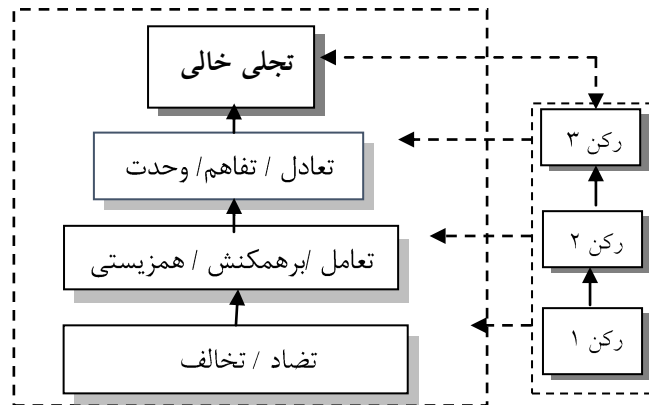 تجلی خالی
رکن ۳
تعادل / تفاهم/ وحدت
رکن ۲
تعامل /برهمکنش / همزیستی
رکن ۱
تضاد / تخالف